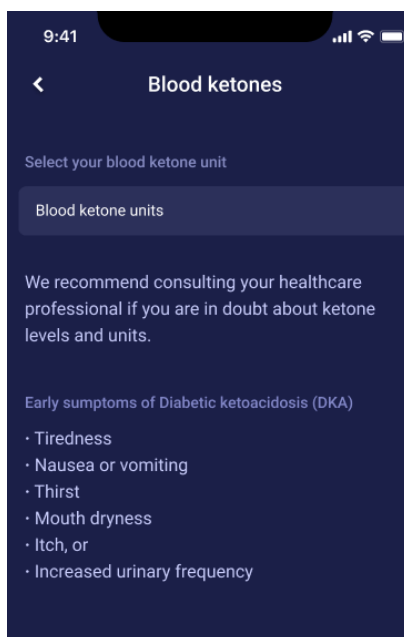 9:41
Blood ketones
Select your blood ketone unit
Blood ketone units
We recommend consulting your healthcare
professional if you are in doubt about ketone
levels and units.
Early sumptoms of Diabetic ketoacidosis (DKA)
· Tiredness
· Nausea or vomiting
· Thirst
· Mouth dryness
· Itch, or
· Increased urinary frequency